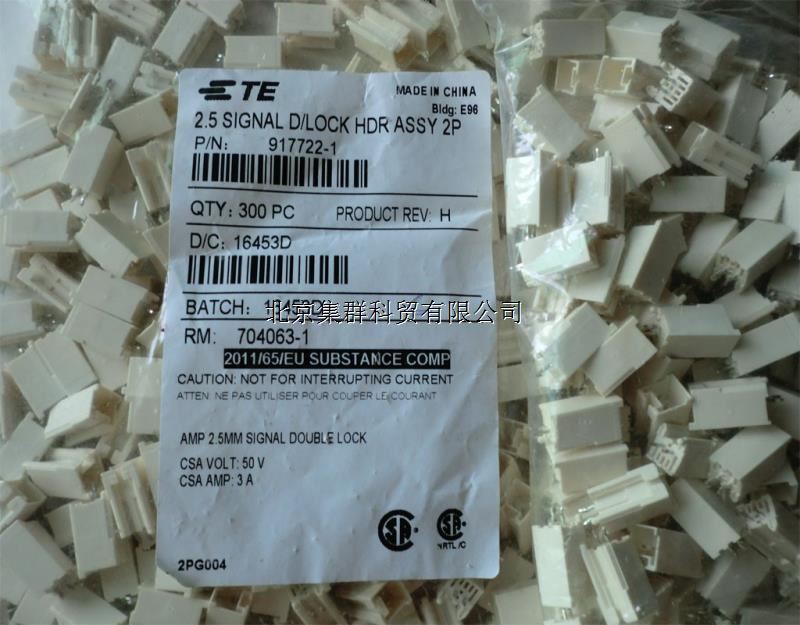 TE
MADE IN CHINA
Bldg: E96
2.5 SIGNAL D/LOCK HDR ASSY 2P
P/N: 917722-1
QTY: 300 PC PRODUCT REV: H
D/C: 16453D
BATCH:
北京集群科贸有限公司
RM: 704063-1
2011/65/EU SUBSTANCE COMP
CAUTION: NOT FOR INTERRUPTING CURRENT
ATTEN: NE PAS UTILISER POUR COUPER LE COURANT
AMP 2.5MM SIGNAL DOUBLE LOCK
CSA VOLT: 50 V
CSA AMP: 3 A
SA
SA
NRTL/C
2PG004